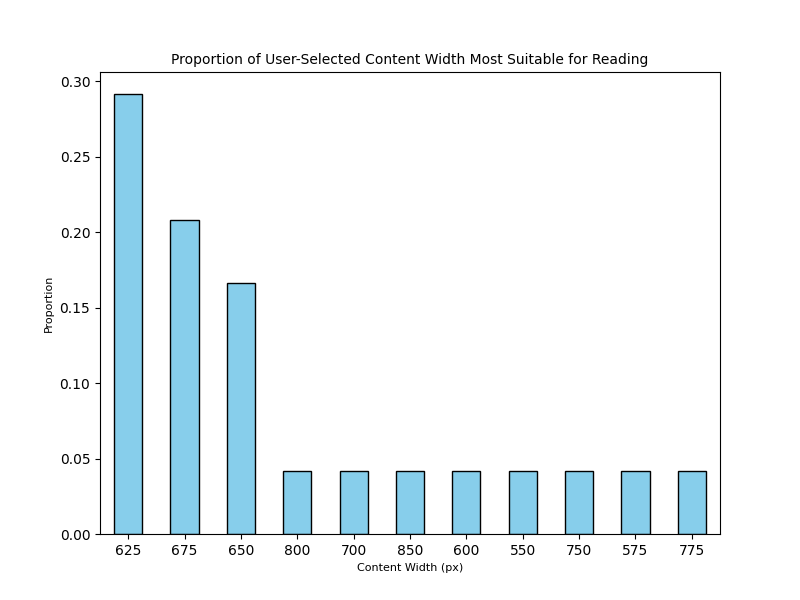 Proportion of User-Selected Content Width Most Suitable for Reading
0.30
0.25
0.20
0.15
0.10
0.05
0.00
Proportion
625 675 650 800 700 850 600 550 750 575 775
Content Width (px)